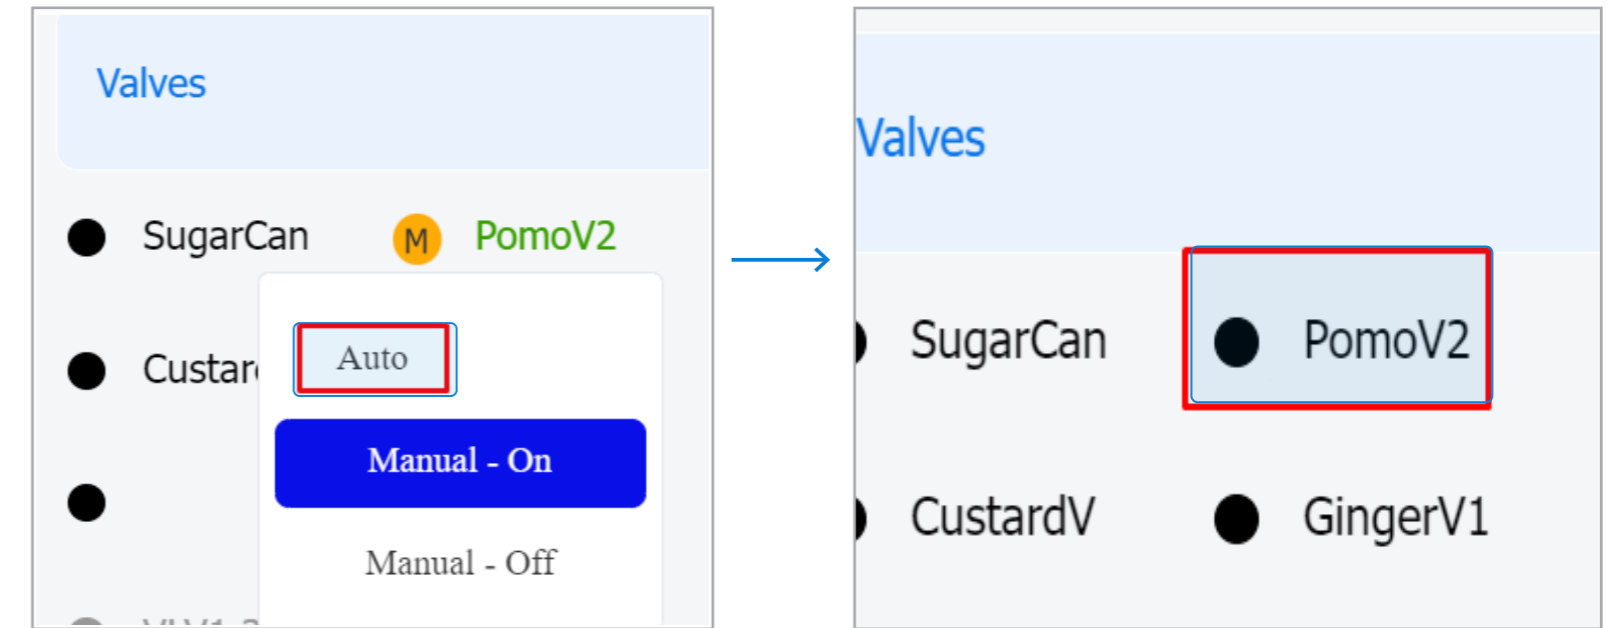 Valves
SugarCan M PomoV2
Custar
Auto
Manual - On
Manual - Off
Valves
SugarCan PomoV2
CustardV GingerV1